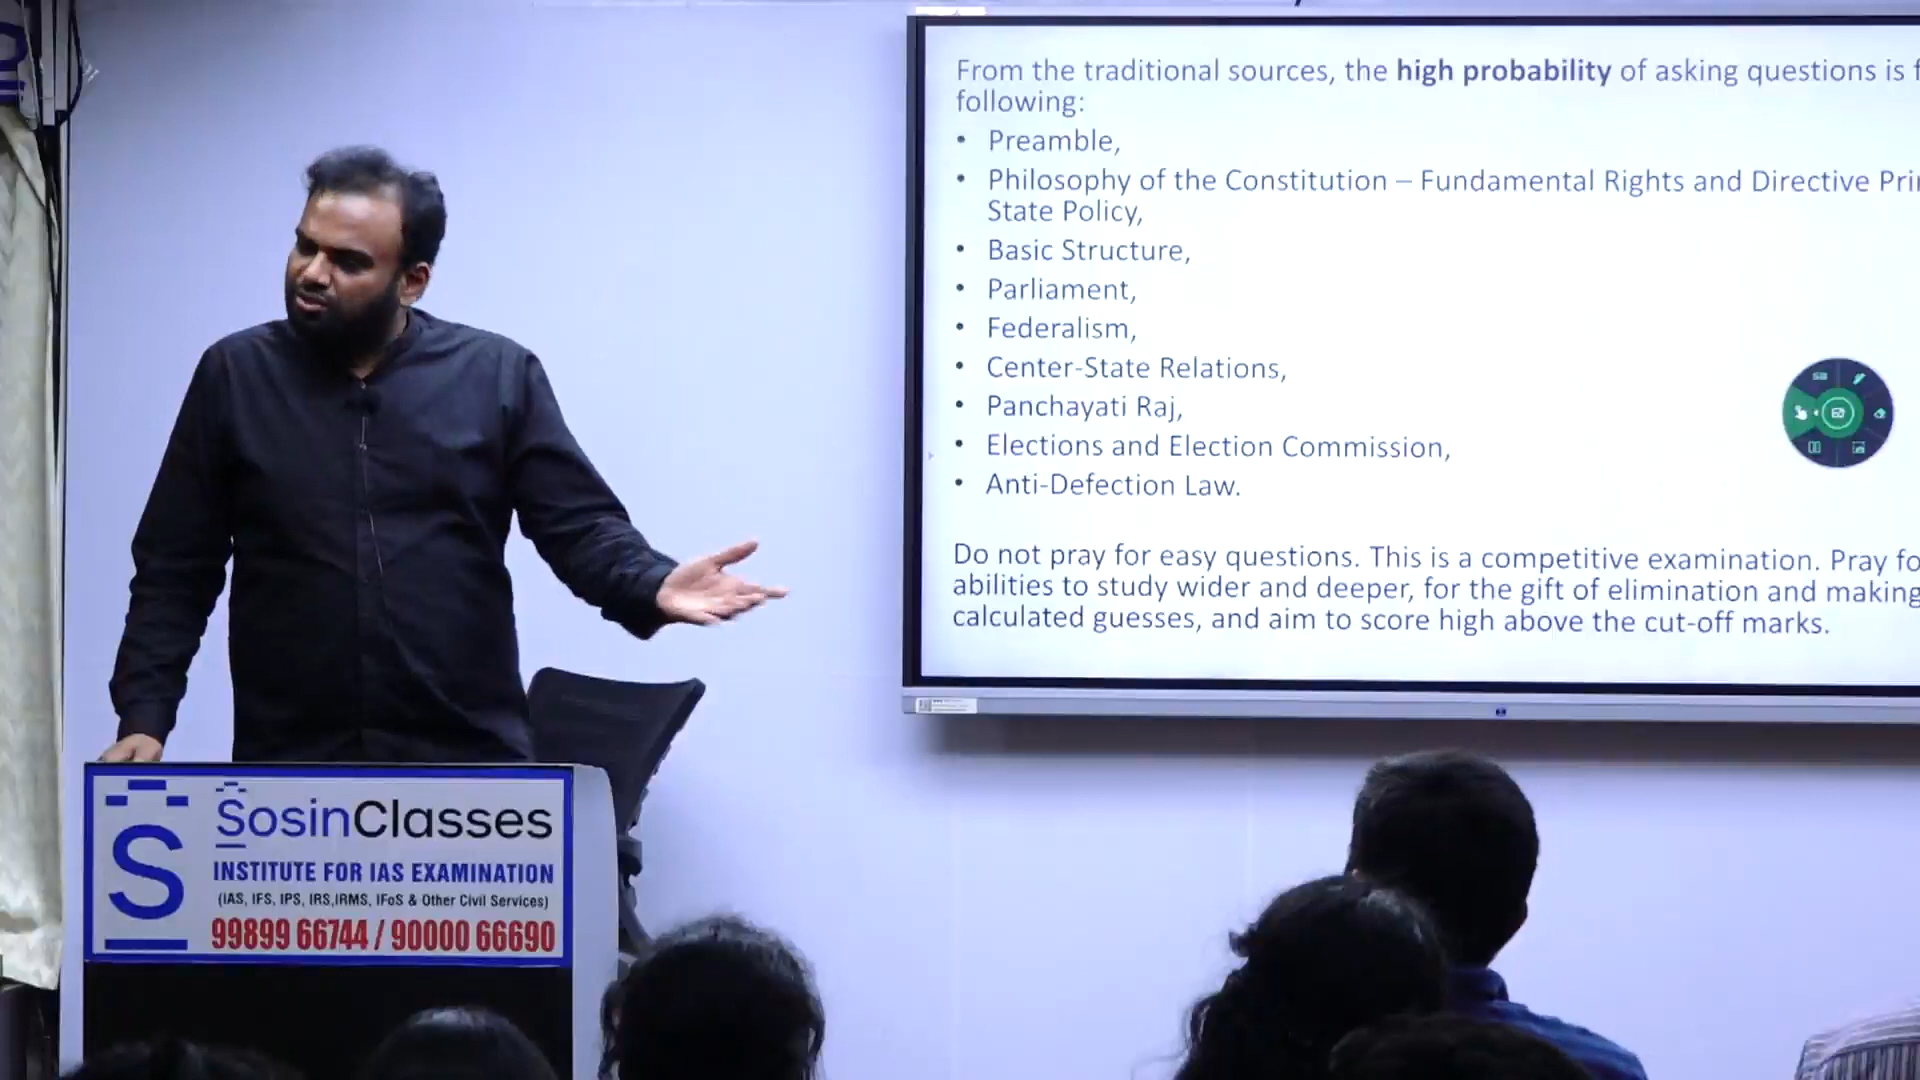 From the traditional sources, the high probability of asking questions is
following:
• Preamble,
• Philosophy of the Constitution – Fundamental Rights and Directive
State Policy,
• Basic Structure,
• Parliament,
• Federalism,
• Center-State Relations,
• Panchayati Raj,
• Elections and Election Commission,
• Anti-Defection Law.
Do not pray for easy questions. This is a competitive examination. Pray
abilities to study wider and deeper, for the gift of elimination and making
calculated guesses, and aim to score high above the cut-off marks.
S
SosinClasses
INSTITUTE FOR IAS EXAMINATION
(IAS, IFS, IPS, IRS,IRMS, IFoS & Other Civil Services)
99899 66744 / 90000 66690